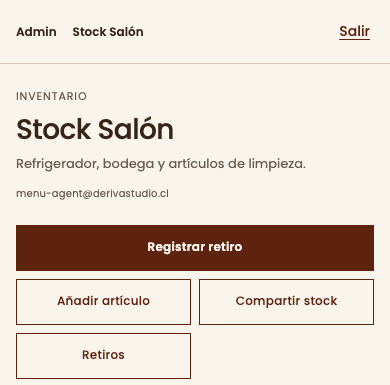 Admin Stock Salón Salir
INVENTARIO
Stock Salón
Refrigerador, bodega y artículos de limpieza.
menu-agent@derivastudio.cl
Registrar retiro
Añadir artículo Compartir stock
Retiros